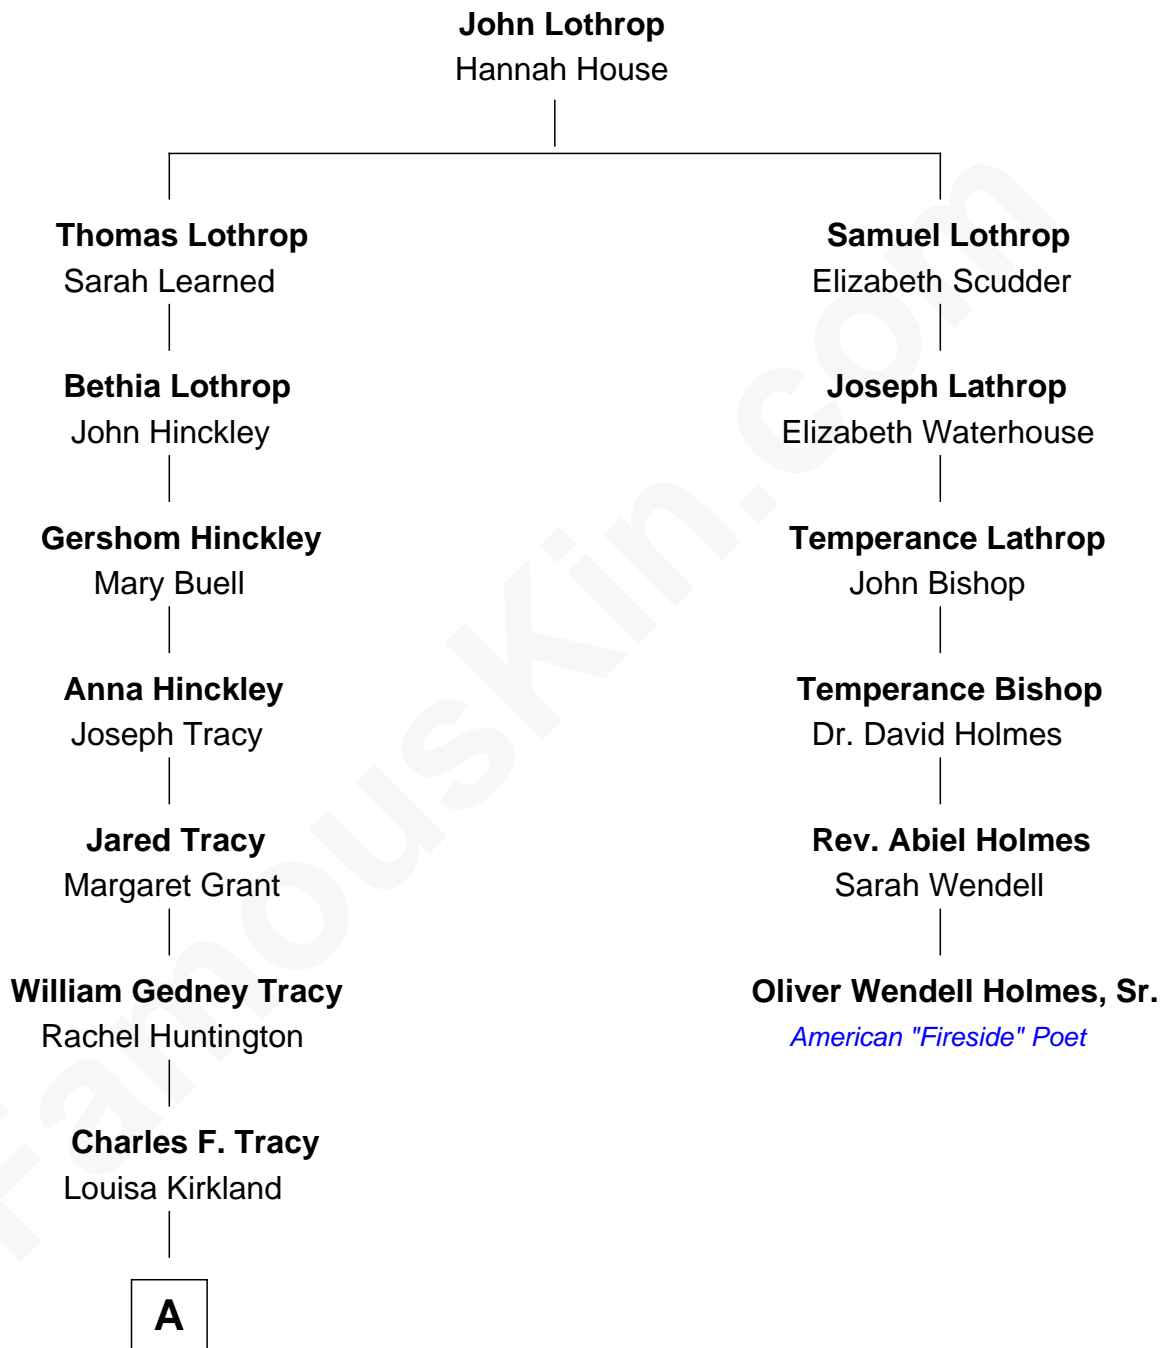 John Lothrop
Hannah House
Thomas Lothrop
Sarah Learned
Bethia Lothrop
John Hinckley
Gershom Hinckley
Mary Buell
Anna Hinckley
Joseph Tracy
Jared Tracy
Margaret Grant
William Gedney Tracy
Rachel Huntington
Charles F. Tracy
Louisa Kirkland
A
Samuel Lothrop
Elizabeth Scudder
Joseph Lathrop
Elizabeth Waterhouse
Temperance Lathrop
John Bishop
Temperance Bishop
Dr. David Holmes
Rev. Abiel Holmes
Sarah Wendell
Oliver Wendell Holmes, Sr.
American "Fireside" Poet
FamousKin.com